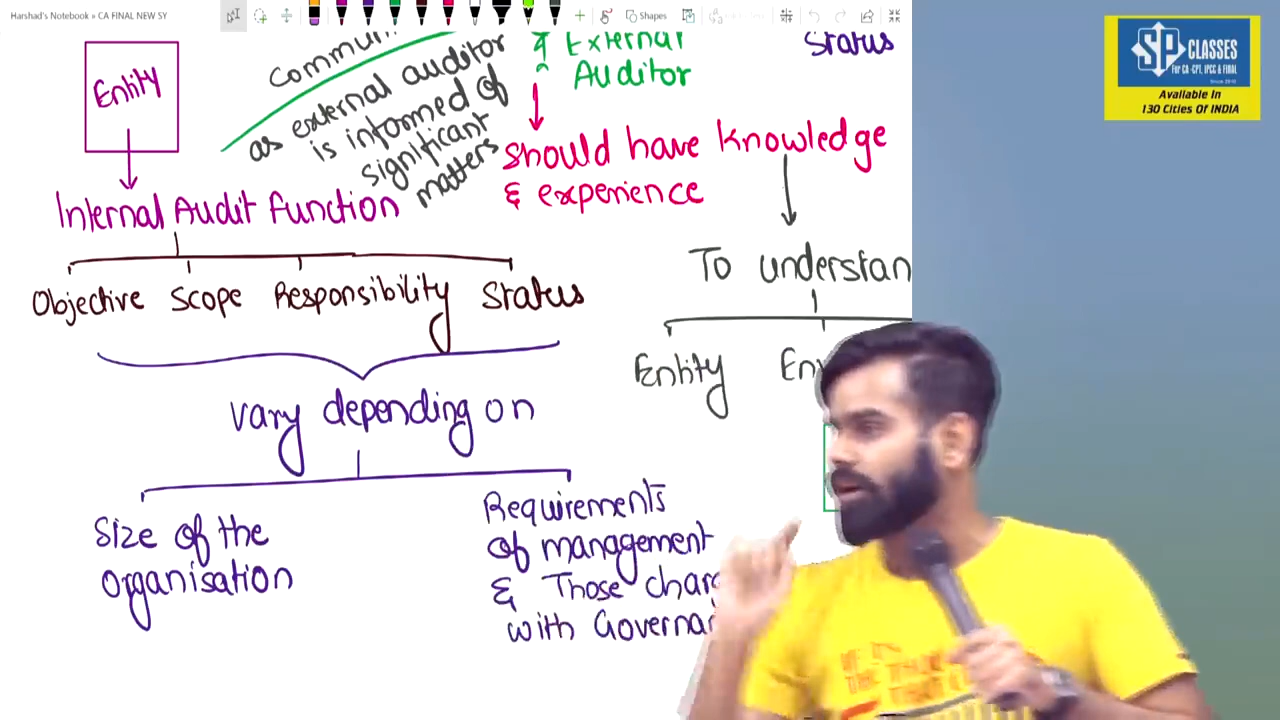 Harshad's Notebook » CA FINAL NEW SY
Shapes
SP CLASSES
For CA -CPT, IPCC & FINAL
Available In
130 Cities Of INDIA
Entity
as external auditor
is informed of
significant
matters
External
Auditor
Status
Should have Knowledge
& experience
Internal Audit function
Objective Scope Responsibility Status
To understan
Entity
vary depending on
Size of the
Organisation
Requirements
of management
& Those charg
with Governa